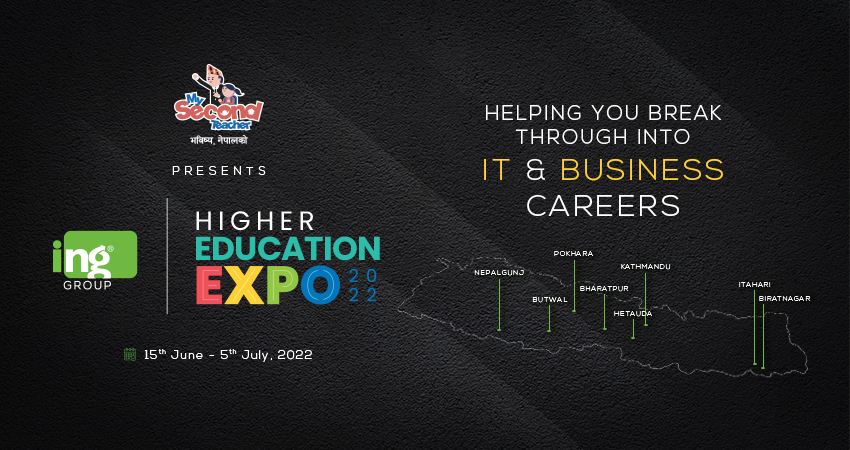 My
Second
Teacher
भविष्य, नेपालको
PRESENTS
ing®
GROUP
HIGHER
EDUCATION
EXPO 2022
15th June - 5th July, 2022
HELPING YOU BREAK
THROUGH INTO
IT & BUSINESS
CAREERS
POKHARA
NEPALGUNJ
KATHMANDU
BUTWAL
BHARATPUR
HETAUDA
ITAHARI
BIRATNAGAR